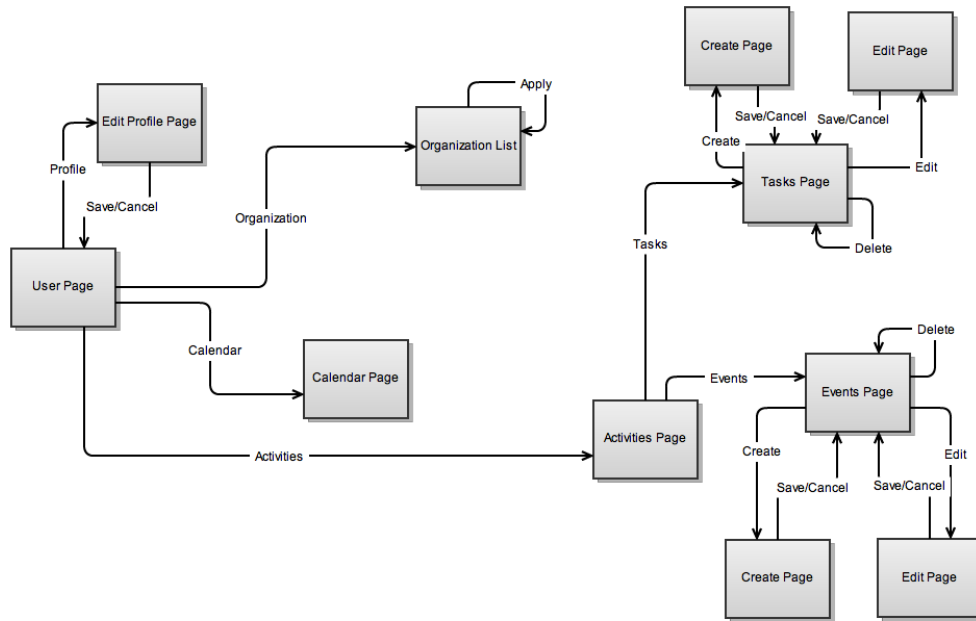 Create Page
Edit Page
Apply
Edit Profile Page
Organization List
Save/Cancel
Save/Cancel
Create
Profile
Edit
Tasks Page
Save/Cancel
Organization
Tasks
Delete
User Page
Delete
Calendar
Calendar Page
Events
Events Page
Activities Page
Create
Edit
Activities
Save/Cancel
Save/Cancel
Create Page
Edit Page